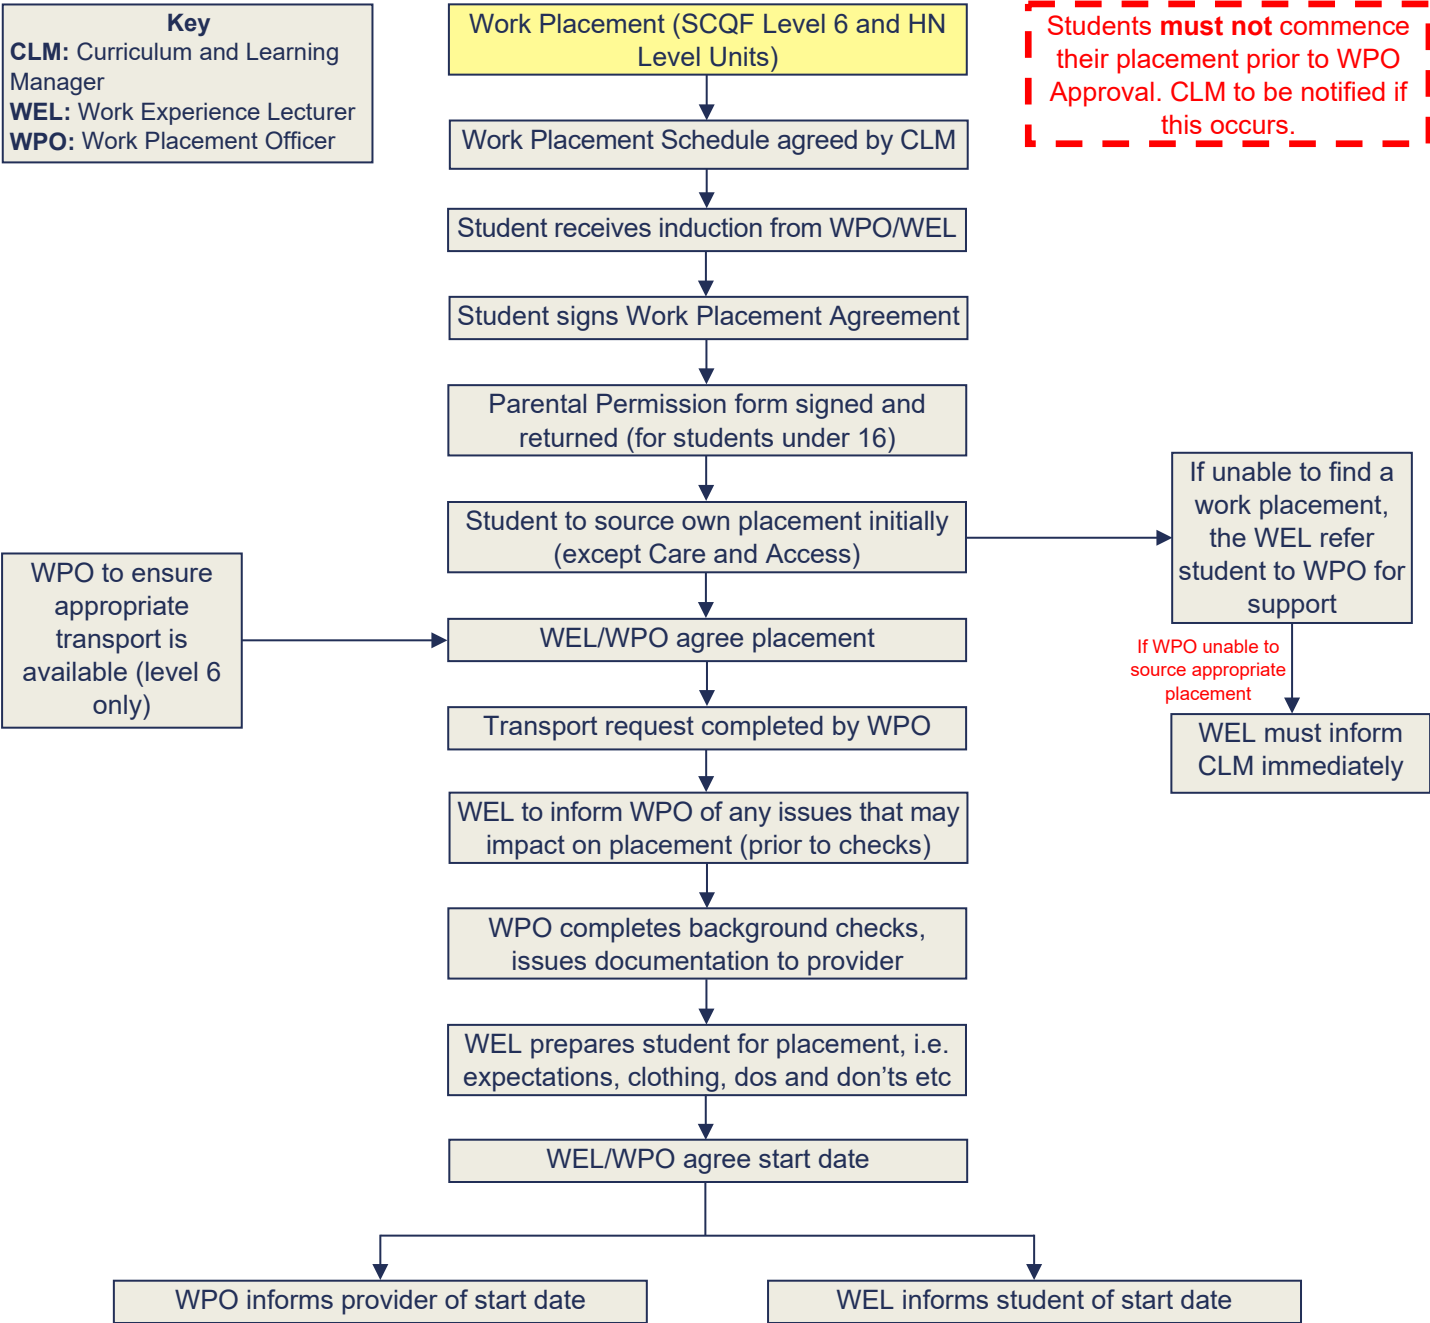 Key
CLM: Curriculum and Learning
Manager
WEL: Work Experience Lecturer
WPO: Work Placement Officer
Work Placement (SCQF Level 6 and HN
Level Units)
Students must not commence
their placement prior to WPO
Approval. CLM to be notified if
this occurs.
Work Placement Schedule agreed by CLM
Student receives induction from WPO/WEL
Student signs Work Placement Agreement
Parental Permission form signed and
returned (for students under 16)
Student to source own placement initially
(except Care and Access)
If unable to find a
work placement,
the WEL refer
student to WPO for
support
If WPO unable to
source appropriate
placement
WEL must inform
CLM immediately
WPO to ensure
appropriate
transport is
available (level 6
only)
WEL/WPO agree placement
Transport request completed by WPO
WEL to inform WPO of any issues that may
impact on placement (prior to checks)
WPO completes background checks,
issues documentation to provider
WEL prepares student for placement, i.e.
expectations, clothing, dos and don'ts etc
WEL/WPO agree start date
WPO informs provider of start date
WEL informs student of start date